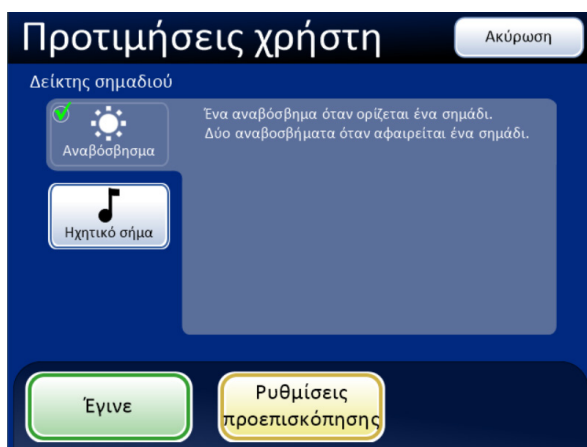 Προτιμήσεις χρήστη
Ακύρωση
Δείκτης σημαδιού
Αναβόσβησμα
Ένα αναβόσβημα όταν ορίζεται ένα σημάδι.
Δύο αναβοσβήματα όταν αφαιρείται ένα σημάδι.
Ηχητικό σήμα
Έγινε
Ρυθμίσεις
προεπισκόπησης